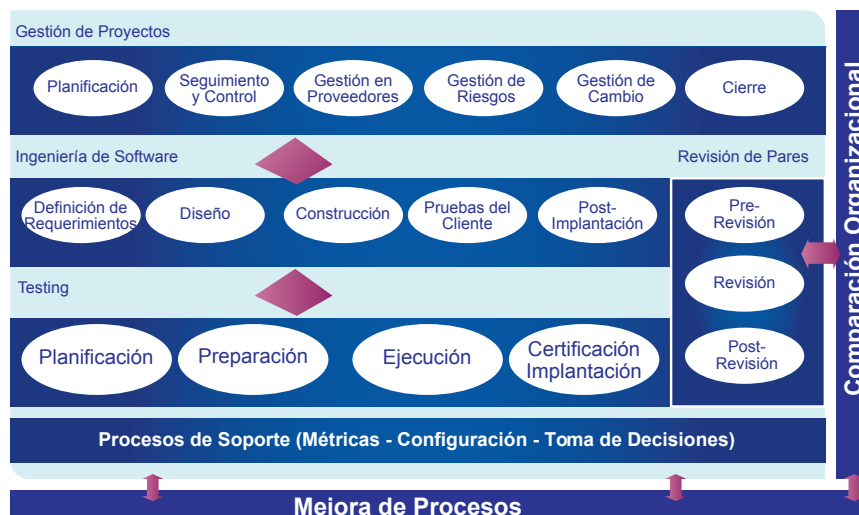 Gestión de Proyectos
Planificación
Seguimiento
y Control
Gestión en
Proveedores
Gestión de
Riesgos
Gestión de
Cambio
Cierre
Ingeniería de Software
Revisión de Pares
Definición de
Requerimientos
Diseño
Construcción
Pruebas del
Cliente
Post-
Implantación
Pre-
Revisión
Revisión
Post-
Revisión
Testing
Planificación
Preparación
Ejecución
Certificación
Implantación
Procesos de Soporte (Métricas - Configuración - Toma de Decisiones)
Mejora de Procesos
Comparación Organizacional